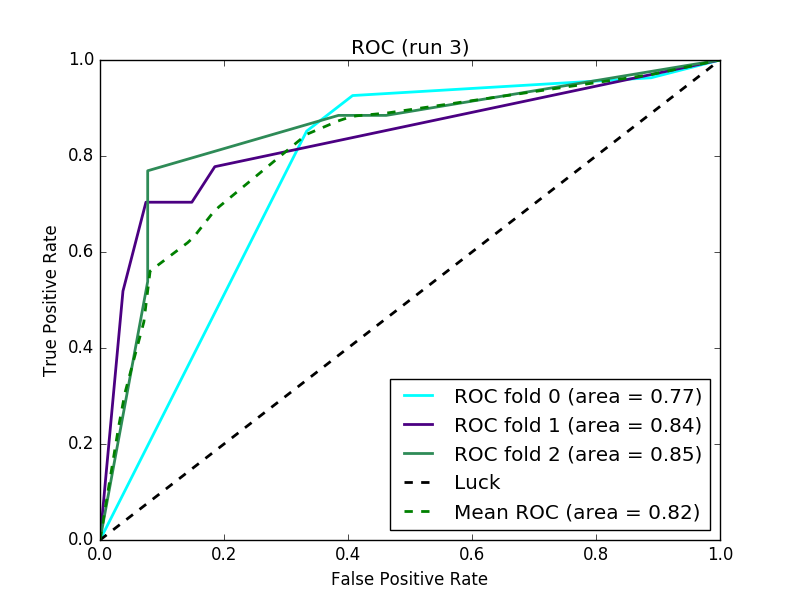 ROC (run 3)
1.0
0.8
0.6
0.4
0.2
0.0
True Positive Rate
ROC fold 0 (area = 0.77)
ROC fold 1 (area = 0.84)
ROC fold 2 (area = 0.85)
Luck
Mean ROC (area = 0.82)
0.0 0.2 0.4 0.6 0.8 1.0
False Positive Rate